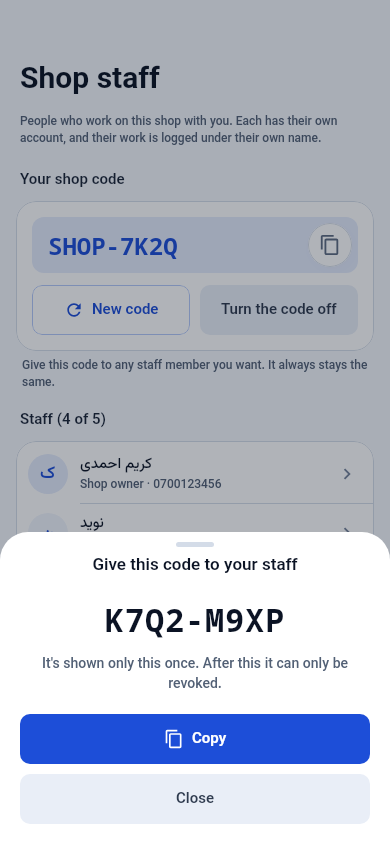 Shop staff
People who work on this shop with you. Each has their own
account, and their work is logged under their own name.
Your shop code
SHOP-7K2Q
New code
Turn the code off
Give this code to any staff member you want. It always stays the
same.
Staff (4 of 5)
ک
کریم احمدی
Shop owner · 0700123456
نوید
Give this code to your staff
K7Q2-M9XP
It's shown only this once. After this it can only be
revoked.
Copy
Close